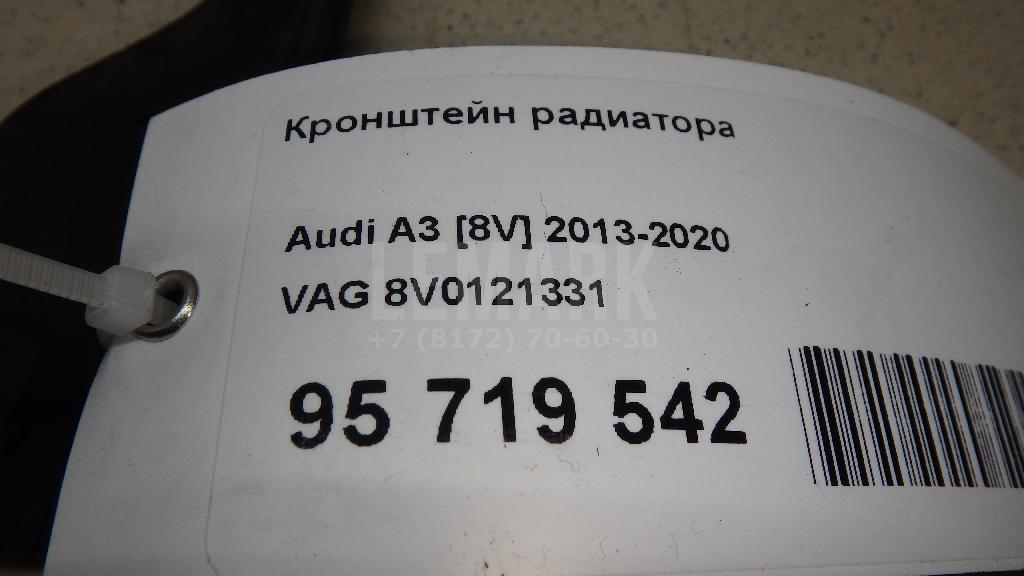 Кронштейн радиатора
Audi A3 [8V] 2013-2020
VAG 8V0121331
LEMARK
+7 (8172) 70-60-30
95 719 542